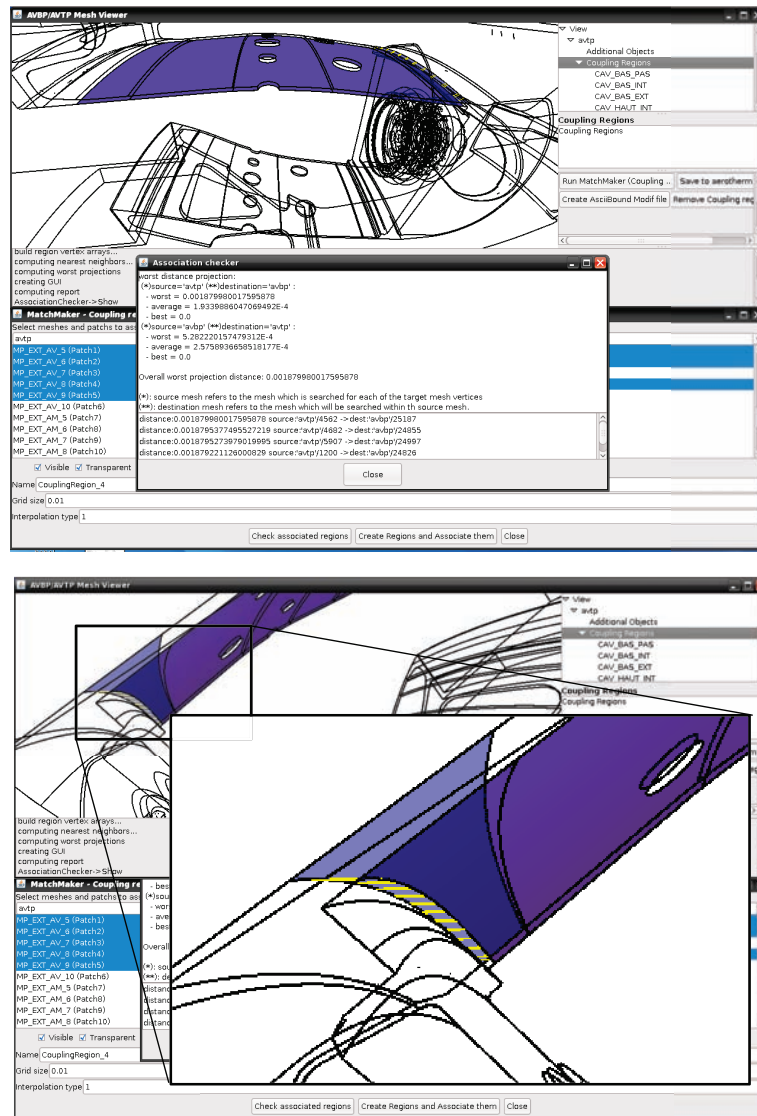 AVBP/AVTP Mesh Viewer
View
avtp
Additional Objects
Coupling Regions
CAV_BAS_PAS
CAV_BAS_INT
CAV_BAS_EXT
CAV_HAUT_INT
Coupling Regions
Coupling Regions
Run MatchMaker (Coupling ..
Save to aerotherm
Create AsciiBound Modif file
Remove Coupling reg
build region vertex arrays...
computing nearest neighbors...
computing worst projections
creating GUI
computing report
AssociationChecker->Show
Association checker
worst distance projection:
(*)source='avtp' (**)destination='avbp' :
- worst = 0.001879980017595878
- average = 1.9339886047069492E-4
- best = 0.0
(*)source='avbp' (**)destination='avtp' :
- worst = 5.282220157479312E-4
- average = 2.5758936658518177E-4
- best = 0.0
Overall worst projection distance: 0.001879980017595878
(*): source mesh refers to the mesh which is searched for each of the target mesh vertices
(**): destination mesh refers to the mesh which will be searched within th source mesh.
distance:0.001879980017595878 source:'avtp'/4562 ->dest:'avbp'/25187
distance:0.0018795377495527219 source:'avtp'/4682 ->dest:'avbp'/24855
distance:0.0018795273979019995 source:'avtp'/5907 ->dest:'avbp'/24997
distance:0.001879221126000829 source:'avtp'/1200 ->dest:'avbp'/24826
Close
MatchMaker - Coupling re
Select meshes and patchs to ass
avtp
MP_EXT_AV_5 (Patch1)
MP_EXT_AV_6 (Patch2)
MP_EXT_AV_7 (Patch3)
MP_EXT_AV_8 (Patch4)
MP_EXT_AV_9 (Patch5)
MP_EXT_AV_10 (Patch6)
MP_EXT_AM_5 (Patch7)
MP_EXT_AM_6 (Patch8)
MP_EXT_AM_7 (Patch9)
MP_EXT_AM_8 (Patch10)
Visible Transparent
Name CouplingRegion_4
Grid size 0.01
Interpolation type 1
Check associated regions Create Regions and Associate them Close
AVBP/AVTP Mesh Viewer
View
avtp
Additional Objects
Coupling Regions
CAV_BAS_PAS
CAV_BAS_INT
CAV_BAS_EXT
CAV_HAUT_INT
Coupling Regions
Coupling Regions
build region vertex arrays...
computing nearest neighbors...
computing worst projections
creating GUI
computing report
AssociationChecker->Show
MatchMaker - Coupling re
Select meshes and patchs to ass
avtp
MP_EXT_AV_5 (Patch1)
MP_EXT_AV_6 (Patch2)
MP_EXT_AV_7 (Patch3)
MP_EXT_AV_8 (Patch4)
MP_EXT_AV_9 (Patch5)
MP_EXT_AV_10 (Patch6)
MP_EXT_AM_5 (Patch7)
MP_EXT_AM_6 (Patch8)
MP_EXT_AM_7 (Patch9)
MP_EXT_AM_8 (Patch10)
- bes
(*)sou
- wor
- ave
- bes
Overall
(*): sou
(**): de
distanc
distanc
distanc
distanc
Visible Transparent
Name CouplingRegion_4
Grid size 0.01
Interpolation type 1
Check associated regions Create Regions and Associate them Close